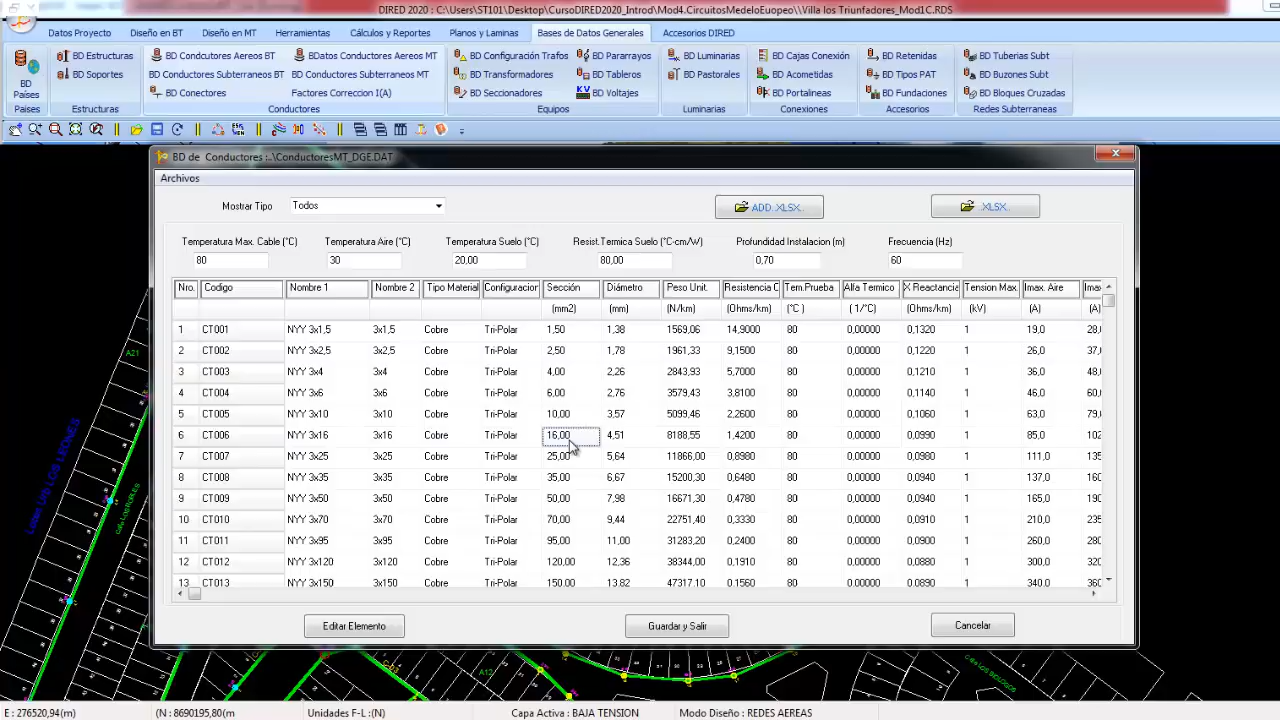 DIRED 2020 : C:\Users\ST101\Desktop\CursoDIRED2020_Introd\Mod4.CircuitosMedeloEuopeo\\Villa los Triunfadores_Mod1C.RDS
Datos Proyecto Diseño en BT Diseño en MT Herramientas Cálculos y Reportes Planos y Laminas Bases de Datos Generales Accesorios DIRED
BD Estructuras BD Condcutores Aereos BT BDatos Conductores Aereos MT BD Configuración Trafos BD Pararrayos BD Luminarias BD Cajas Conexión BD Retenidas BD Tuberias Subt
BD Soportes BD Conductores Subterraneos BT BD Conductores Subterraneos MT BD Transformadores BD Tableros BD Pastorales BD Acometidas BD Tipos PAT BD Buzones Subt
BD Países BD Conectores Factores Correccion I(A) BD Seccionadores KV BD Voltajes BD Portalineas BD Fundaciones BD Bloques Cruzadas
Países Estructuras Conductores Equipos Luminarias Conexiones Accesorios Redes Subterraneas
BD de Conductores :..\ConductoresMT_DGE.DAT
Archivos
Mostrar Tipo Todos ADD .XLSX.. .XLSX..
Temperatura Max. Cable (°C) Temperatura Aire (°C) Temperatura Suelo (°C) Resist.Termica Suelo (°C-cm/W) Profundidad Instalacion (m) Frecuencia (Hz)
80 30 20,00 80,00 0,70 60
Nro. Codigo Nombre 1 Nombre 2 Tipo Material Configuracion Sección Diámetro Peso Unit. Resistencia C Tem.Prueba Alfa Termico X Reactancia Tension Max. Imax. Aire Imax
(mm2) (mm) (N/km) (Ohms/km) (°C ) ( 1/°C) (Ohms/km) (kV) (A) (A)
1 CT001 NYY 3x1,5 3x1,5 Cobre Tri-Polar 1,50 1,38 1569,06 14,9000 80 0,00000 0,1320 1 19,0 28,
2 CT002 NYY 3x2,5 3x2,5 Cobre Tri-Polar 2,50 1,78 1961,33 9,1500 80 0,00000 0,1220 1 26,0 37,
3 CT003 NYY 3x4 3x4 Cobre Tri-Polar 4,00 2,26 2843,93 5,7000 80 0,00000 0,1210 1 36,0 48,
4 CT004 NYY 3x6 3x6 Cobre Tri-Polar 6,00 2,76 3579,43 3,8100 80 0,00000 0,1140 1 46,0 60,
5 CT005 NYY 3x10 3x10 Cobre Tri-Polar 10,00 3,57 5099,46 2,2600 80 0,00000 0,1060 1 63,0 79,
6 CT006 NYY 3x16 3x16 Cobre Tri-Polar 16,00 4,51 8188,55 1,4200 80 0,00000 0,0990 1 85,0 102
7 CT007 NYY 3x25 3x25 Cobre Tri-Polar 25,00 5,64 11866,00 0,8980 80 0,00000 0,0980 1 111,0 135
8 CT008 NYY 3x35 3x35 Cobre Tri-Polar 35,00 6,67 15200,30 0,6480 80 0,00000 0,0940 1 137,0 160
9 CT009 NYY 3x50 3x50 Cobre Tri-Polar 50,00 7,98 16671,30 0,4780 80 0,00000 0,0940 1 165,0 190
10 CT010 NYY 3x70 3x70 Cobre Tri-Polar 70,00 9,44 22751,40 0,3330 80 0,00000 0,0910 1 210,0 235
11 CT011 NYY 3x95 3x95 Cobre Tri-Polar 95,00 11,00 31283,20 0,2400 80 0,00000 0,0900 1 260,0 280
12 CT012 NYY 3x120 3x120 Cobre Tri-Polar 120,00 12,36 38344,00 0,1910 80 0,00000 0,0880 1 300,0 320
13 CT013 NYY 3x150 3x150 Cobre Tri-Polar 150,00 13,82 47317,10 0,1560 80 0,00000 0,0890 1 340,0 360
Editar Elemento Guardar y Salir Cancelar
A21
A12
E : 276520,94(m) (N : 8690195,80(m Unidades F-L :(N) Capa Activa : BAJA TENSION Modo Diseño : REDES AEREAS